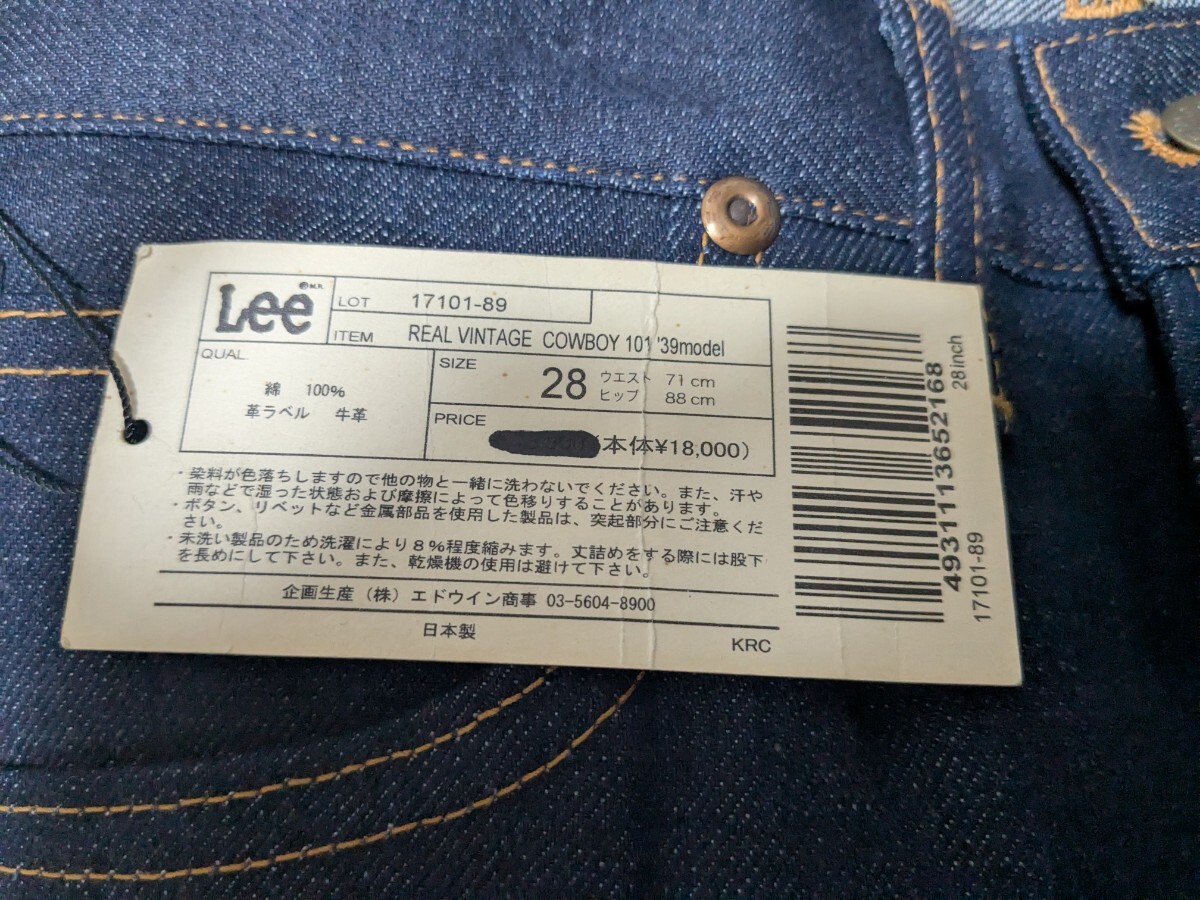 Lee ®M.R.
LOT 17101-89
ITEM REAL VINTAGE COWBOY 101 '39model
QUAL.
綿 100%
革ラベル 牛革
SIZE
28
ウエスト 71cm
ヒップ 88cm
PRICE
(本体¥18,000)
・染料が色落ちしますので他の物と一緒に洗わないでください。また、汗や
雨などで湿った状態および摩擦によって色移りすることがあります。
・ボタン、リベットなど金属部品を使用した製品は、突起部分にご注意くだ
さい。
・未洗い製品のため洗濯により8%程度縮みます。丈詰めをする際には股下
を長めにして下さい。また、乾燥機の使用は避けて下さい。
企画生産(株)エドウイン商事 03-5604-8900
日本製
KRC
4931113652168
28inch
17101-89